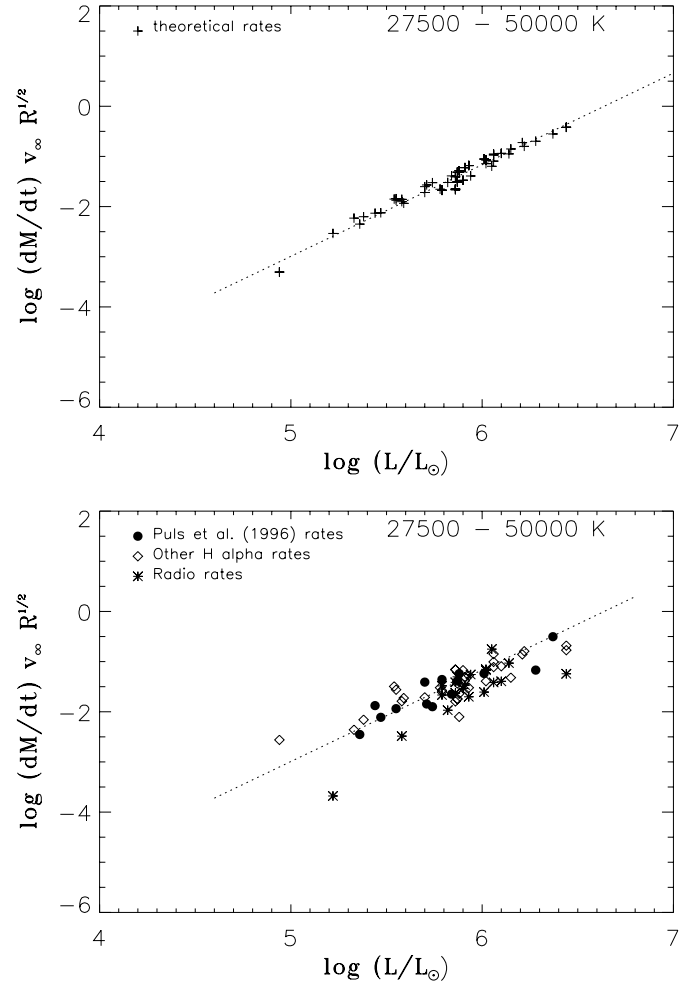 2
0
−2
−4
−6
+ theoretical rates
27500 − 50000 K
log (dM/dt) v∞ R^1/2
4 5 6 7
log (L/L⊙)
2
0
−2
−4
−6
● Puls et al. (1996) rates
27500 − 50000 K
◇ Other H alpha rates
✳ Radio rates
log (dM/dt) v∞ R^1/2
4 5 6 7
log (L/L⊙)